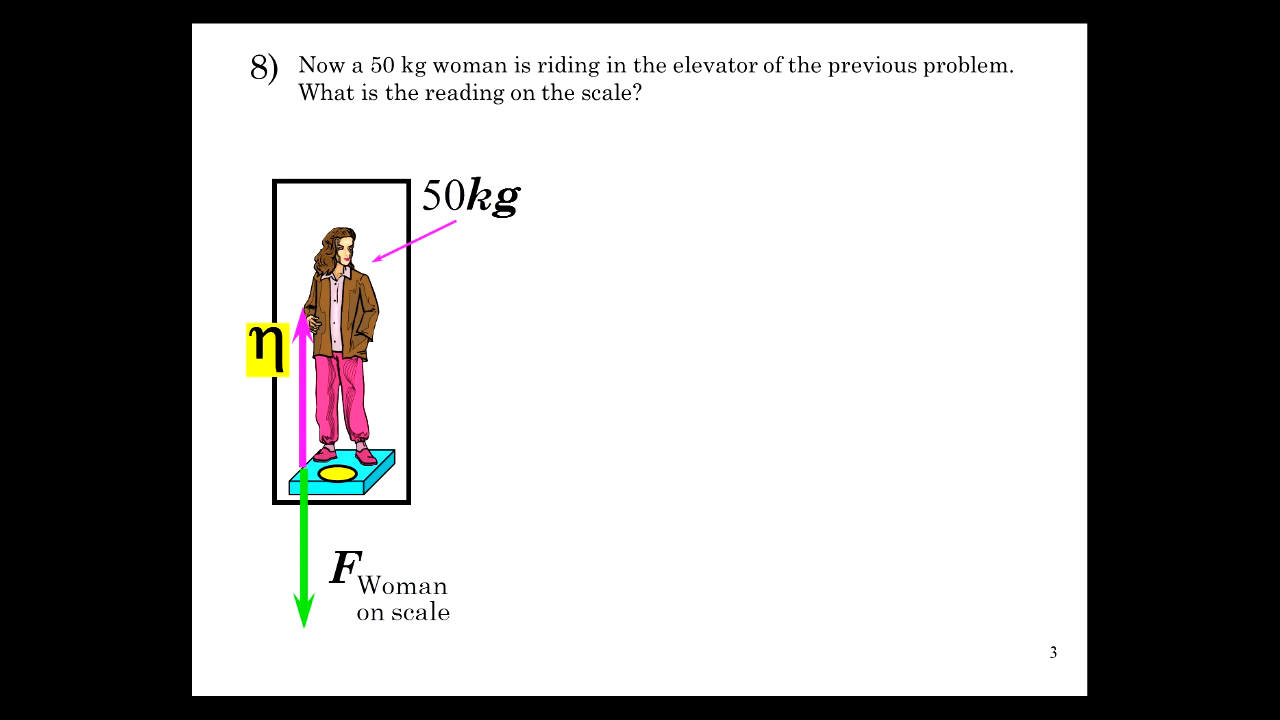 8) Now a 50 kg woman is riding in the elevator of the previous problem.
What is the reading on the scale?
50kg
η
F Woman
on scale
3